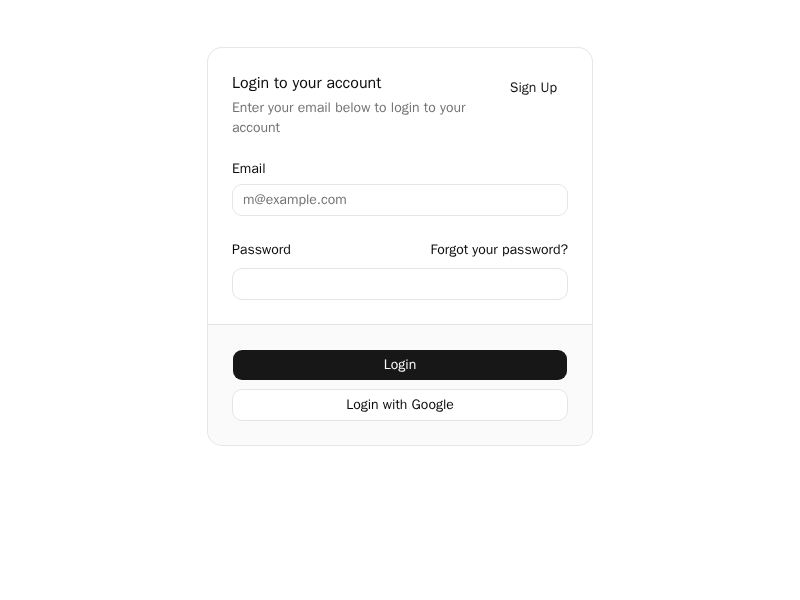 Login to your account
Sign Up
Enter your email below to login to your
account
Email
m@example.com
Password
Forgot your password?
Login
Login with Google